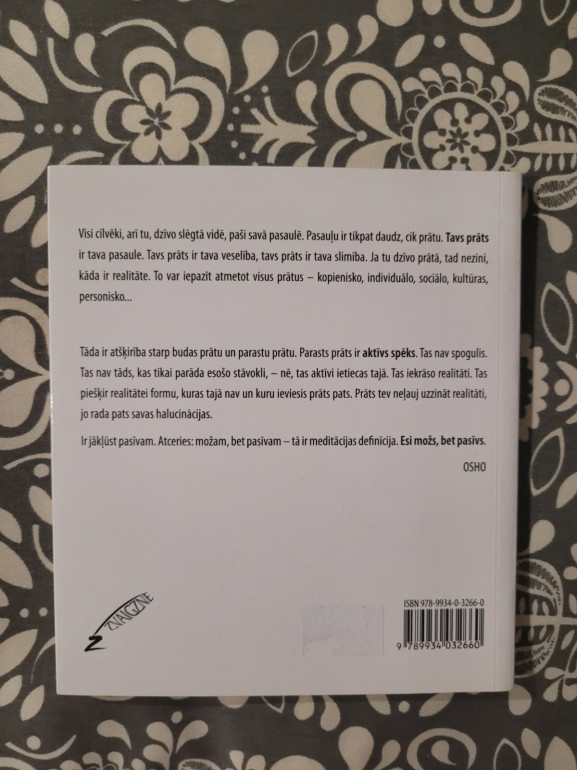 Visi cilvēki, arī tu, dzīvo slēgtā vidē, paši savā pasaulē. Pasauļu ir tikpat daudz, cik prātu. Tavs prāts
ir tava pasaule. Tavs prāts ir tava veselība, tavs prāts ir tava slimība. Ja tu dzīvo prātā, tad nezini,
kāda ir realitāte. To var iepazīt atmetot visus prātus – kopienisko, individuālo, sociālo, kultūras,
personisko...
Tāda ir atšķirība starp budas prātu un parastu prātu. Parasts prāts ir aktīvs spēks. Tas nav spogulis.
Tas nav tāds, kas tikai parāda esošo stāvokli, – nē, tas aktīvi ietiecas tajā. Tas iekrāso realitāti. Tas
piešķir realitātei formu, kuras tajā nav un kuru ieviesis prāts pats. Prāts tev neļauj uzzināt realitāti,
jo rada pats savas halucinācijas.
Ir jākļūst pasīvam. Atceries: možam, bet pasīvam – tā ir meditācijas definīcija. Esi možs, bet pasīvs.
OSHO
ZVAIGZNE
ISBN 978-9934-0-3266-0
9 789934 032660